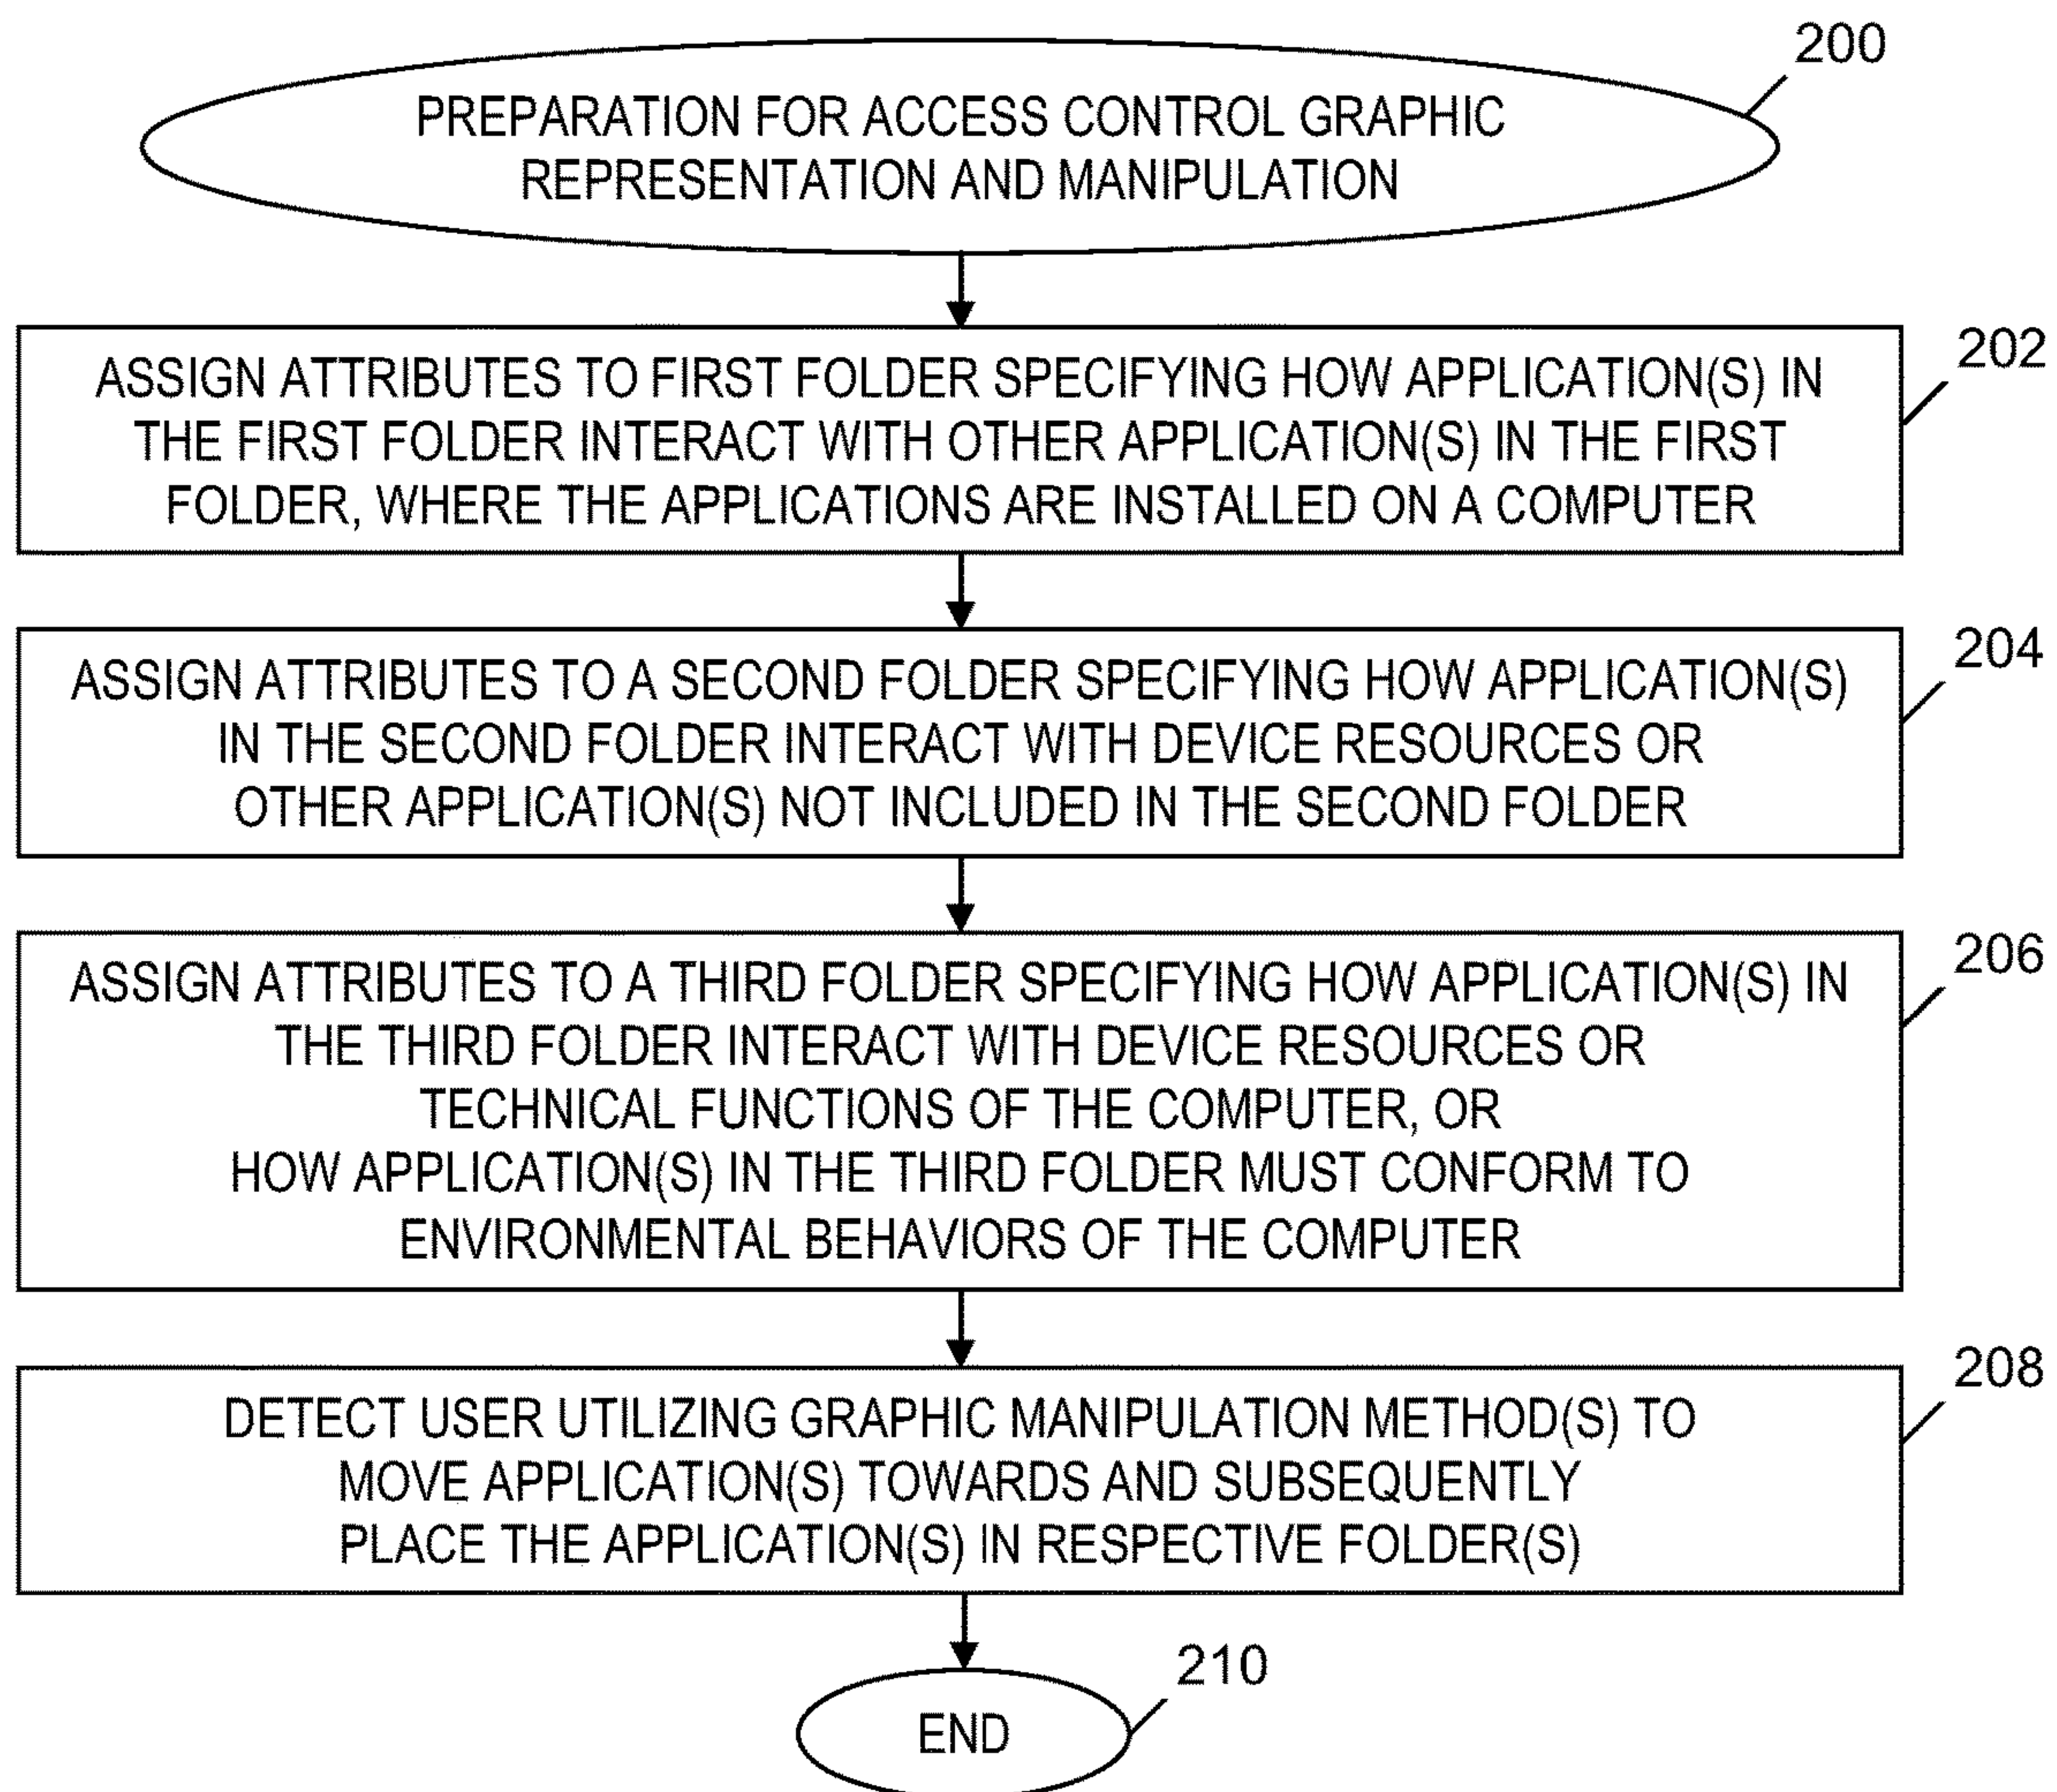 200
PREPARATION FOR ACCESS CONTROL GRAPHIC
REPRESENTATION AND MANIPULATION
202
ASSIGN ATTRIBUTES TO FIRST FOLDER SPECIFYING HOW APPLICATION(S) IN
THE FIRST FOLDER INTERACT WITH OTHER APPLICATION(S) IN THE FIRST
FOLDER, WHERE THE APPLICATIONS ARE INSTALLED ON A COMPUTER
204
ASSIGN ATTRIBUTES TO A SECOND FOLDER SPECIFYING HOW APPLICATION(S)
IN THE SECOND FOLDER INTERACT WITH DEVICE RESOURCES OR
OTHER APPLICATION(S) NOT INCLUDED IN THE SECOND FOLDER
206
ASSIGN ATTRIBUTES TO A THIRD FOLDER SPECIFYING HOW APPLICATION(S) IN
THE THIRD FOLDER INTERACT WITH DEVICE RESOURCES OR
TECHNICAL FUNCTIONS OF THE COMPUTER, OR
HOW APPLICATION(S) IN THE THIRD FOLDER MUST CONFORM TO
ENVIRONMENTAL BEHAVIORS OF THE COMPUTER
208
DETECT USER UTILIZING GRAPHIC MANIPULATION METHOD(S) TO
MOVE APPLICATION(S) TOWARDS AND SUBSEQUENTLY
PLACE THE APPLICATION(S) IN RESPECTIVE FOLDER(S)
210
END